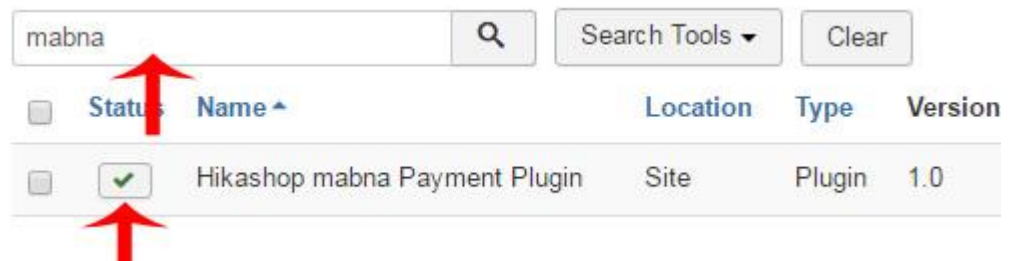 mabna Search Tools Clear
Status Name Location Type Version
Hikashop mabna Payment Plugin Site Plugin 1.0